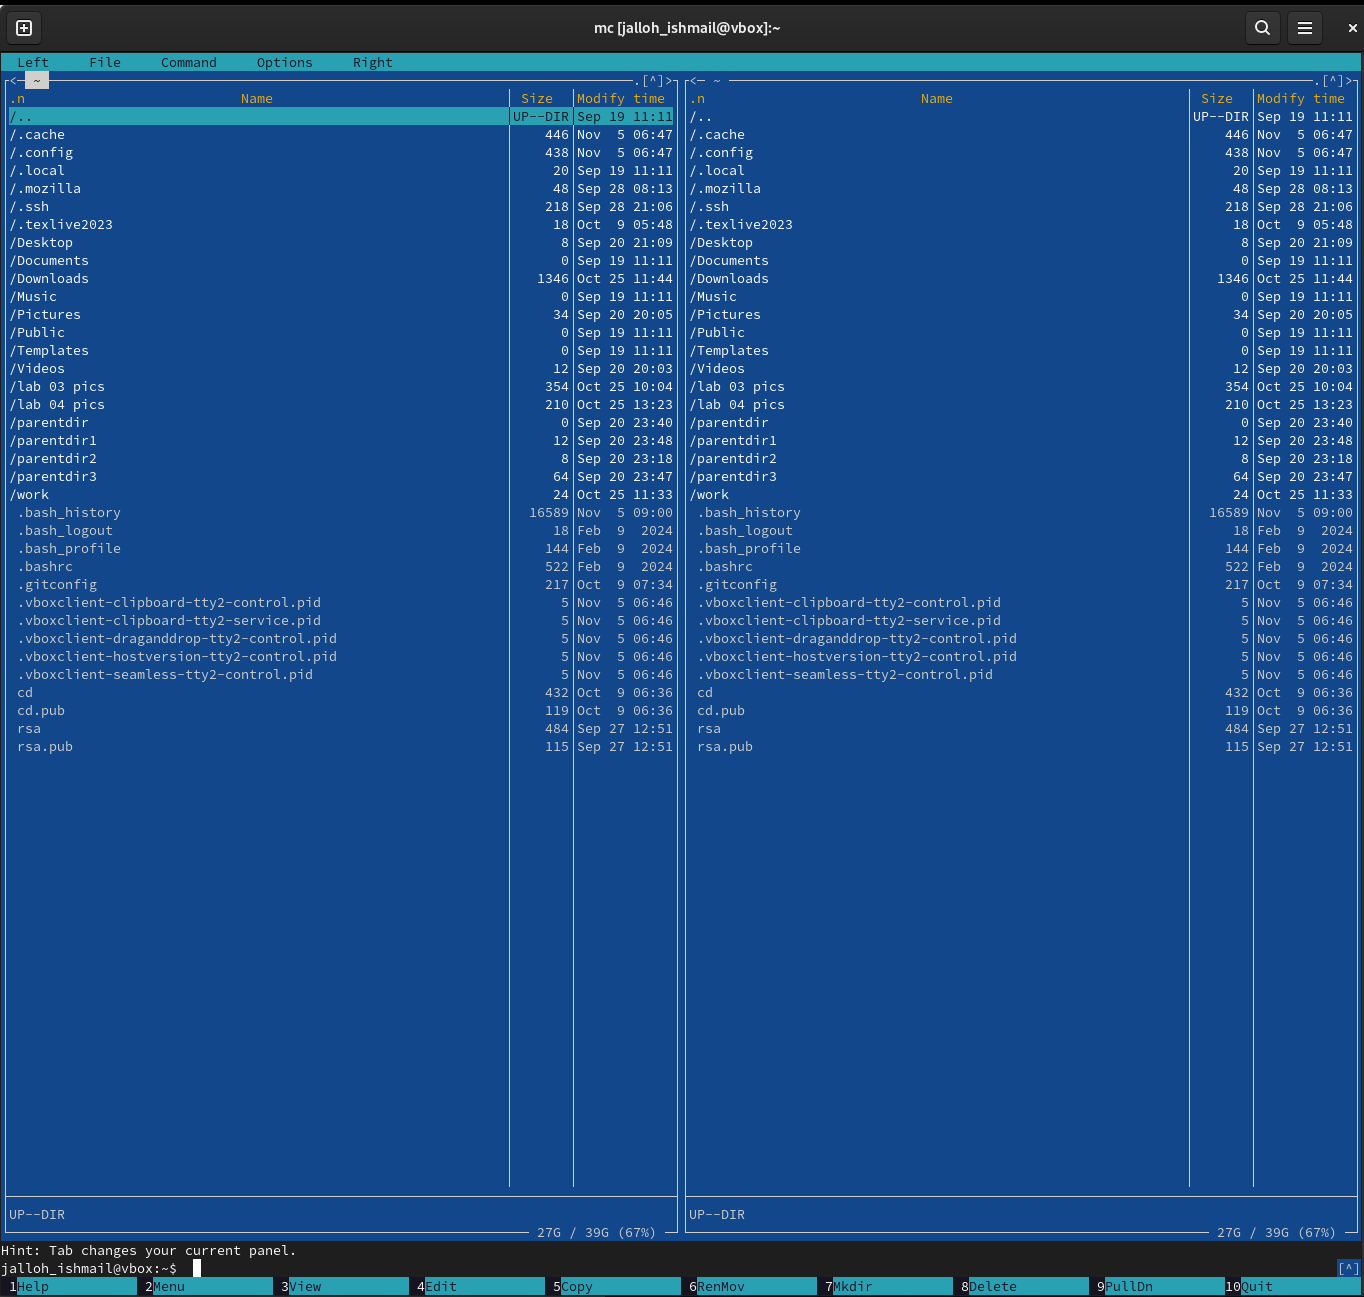 mc [jalloh_ishmail@vbox]:~
Left File Command Options Right
<─ ~ .[^]> <─ ~ .[^]>
.n Name Size Modify time .n Name Size Modify time
/.. UP--DIR Sep 19 11:11 /.. UP--DIR Sep 19 11:11
/.cache 446 Nov 5 06:47 /.cache 446 Nov 5 06:47
/.config 438 Nov 5 06:47 /.config 438 Nov 5 06:47
/.local 20 Sep 19 11:11 /.local 20 Sep 19 11:11
/.mozilla 48 Sep 28 08:13 /.mozilla 48 Sep 28 08:13
/.ssh 218 Sep 28 21:06 /.ssh 218 Sep 28 21:06
/.texlive2023 18 Oct 9 05:48 /.texlive2023 18 Oct 9 05:48
/Desktop 8 Sep 20 21:09 /Desktop 8 Sep 20 21:09
/Documents 0 Sep 19 11:11 /Documents 0 Sep 19 11:11
/Downloads 1346 Oct 25 11:44 /Downloads 1346 Oct 25 11:44
/Music 0 Sep 19 11:11 /Music 0 Sep 19 11:11
/Pictures 34 Sep 20 20:05 /Pictures 34 Sep 20 20:05
/Public 0 Sep 19 11:11 /Public 0 Sep 19 11:11
/Templates 0 Sep 19 11:11 /Templates 0 Sep 19 11:11
/Videos 12 Sep 20 20:03 /Videos 12 Sep 20 20:03
/lab 03 pics 354 Oct 25 10:04 /lab 03 pics 354 Oct 25 10:04
/lab 04 pics 210 Oct 25 13:23 /lab 04 pics 210 Oct 25 13:23
/parentdir 0 Sep 20 23:40 /parentdir 0 Sep 20 23:40
/parentdir1 12 Sep 20 23:48 /parentdir1 12 Sep 20 23:48
/parentdir2 8 Sep 20 23:18 /parentdir2 8 Sep 20 23:18
/parentdir3 64 Sep 20 23:47 /parentdir3 64 Sep 20 23:47
/work 24 Oct 25 11:33 /work 24 Oct 25 11:33
.bash_history 16589 Nov 5 09:00 .bash_history 16589 Nov 5 09:00
.bash_logout 18 Feb 9 2024 .bash_logout 18 Feb 9 2024
.bash_profile 144 Feb 9 2024 .bash_profile 144 Feb 9 2024
.bashrc 522 Feb 9 2024 .bashrc 522 Feb 9 2024
.gitconfig 217 Oct 9 07:34 .gitconfig 217 Oct 9 07:34
.vboxclient-clipboard-tty2-control.pid 5 Nov 5 06:46 .vboxclient-clipboard-tty2-control.pid 5 Nov 5 06:46
.vboxclient-clipboard-tty2-service.pid 5 Nov 5 06:46 .vboxclient-clipboard-tty2-service.pid 5 Nov 5 06:46
.vboxclient-draganddrop-tty2-control.pid 5 Nov 5 06:46 .vboxclient-draganddrop-tty2-control.pid 5 Nov 5 06:46
.vboxclient-hostversion-tty2-control.pid 5 Nov 5 06:46 .vboxclient-hostversion-tty2-control.pid 5 Nov 5 06:46
.vboxclient-seamless-tty2-control.pid 5 Nov 5 06:46 .vboxclient-seamless-tty2-control.pid 5 Nov 5 06:46
cd 432 Oct 9 06:36 cd 432 Oct 9 06:36
cd.pub 119 Oct 9 06:36 cd.pub 119 Oct 9 06:36
rsa 484 Sep 27 12:51 rsa 484 Sep 27 12:51
rsa.pub 115 Sep 27 12:51 rsa.pub 115 Sep 27 12:51
UP--DIR UP--DIR
27G / 39G (67%) 27G / 39G (67%)
Hint: Tab changes your current panel.
jalloh_ishmail@vbox:~$ [^]
1Help 2Menu 3View 4Edit 5Copy 6RenMov 7Mkdir 8Delete 9PullDn 10Quit